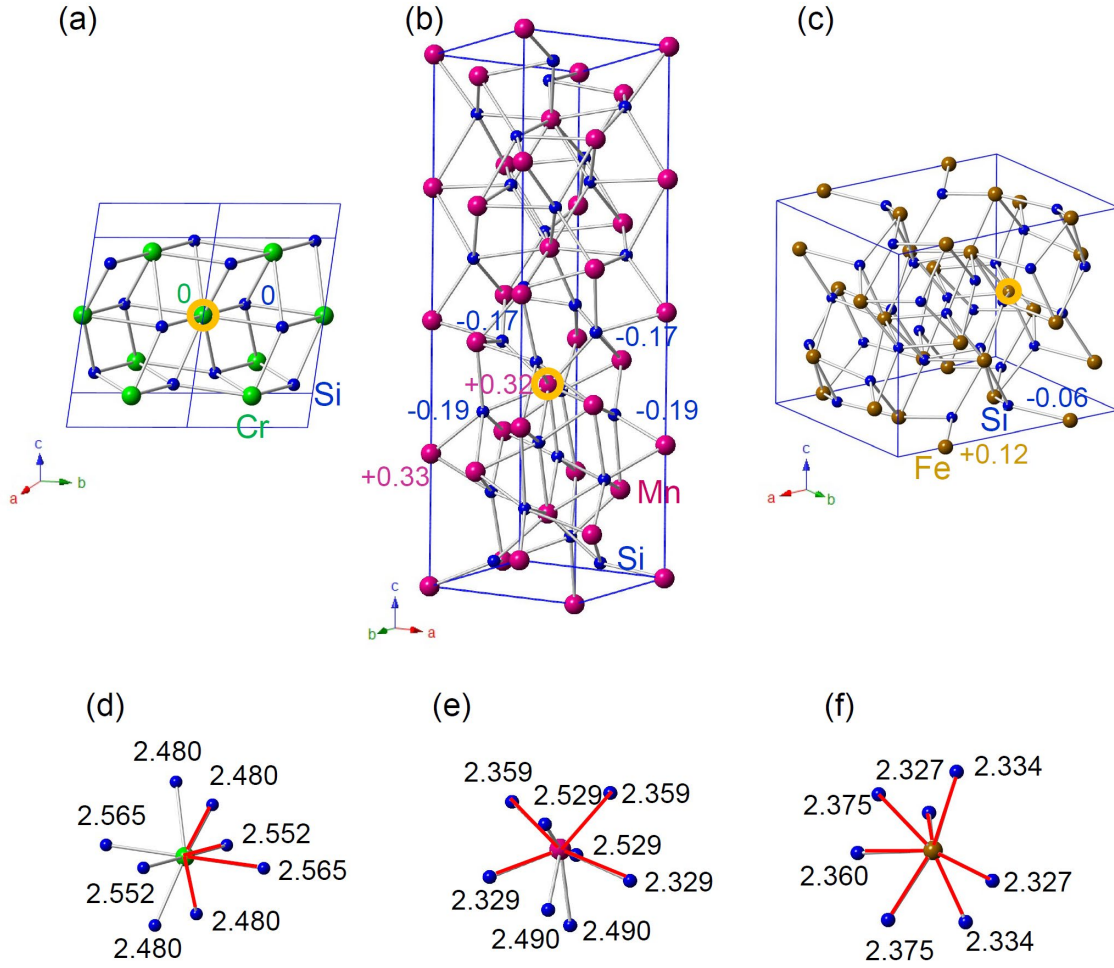 (a)
(b)
(c)
0
0
Si
Cr
c
a
b
-0.17
-0.17
+0.32
-0.19
-0.19
+0.33
Mn
Si
c
b
a
-0.06
Si
Fe
+0.12
c
a
b
(d)
(e)
(f)
2.480
2.480
2.565
2.552
2.565
2.552
2.480
2.480
2.359
2.529
2.359
2.529
2.329
2.329
2.490
2.490
2.327
2.334
2.375
2.360
2.327
2.375
2.334